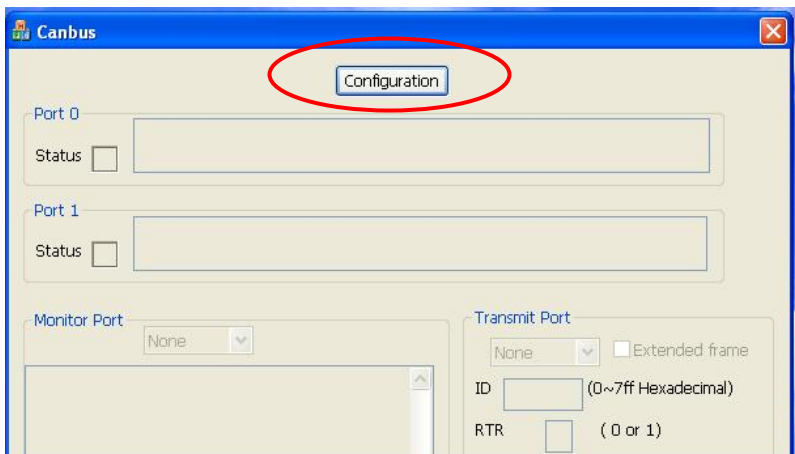 Canbus
Configuration
Port 0
Status
Port 1
Status
Monitor Port
None
Transmit Port
None
Extended frame
ID
(0~7ff Hexadecimal)
RTR
( 0 or 1)